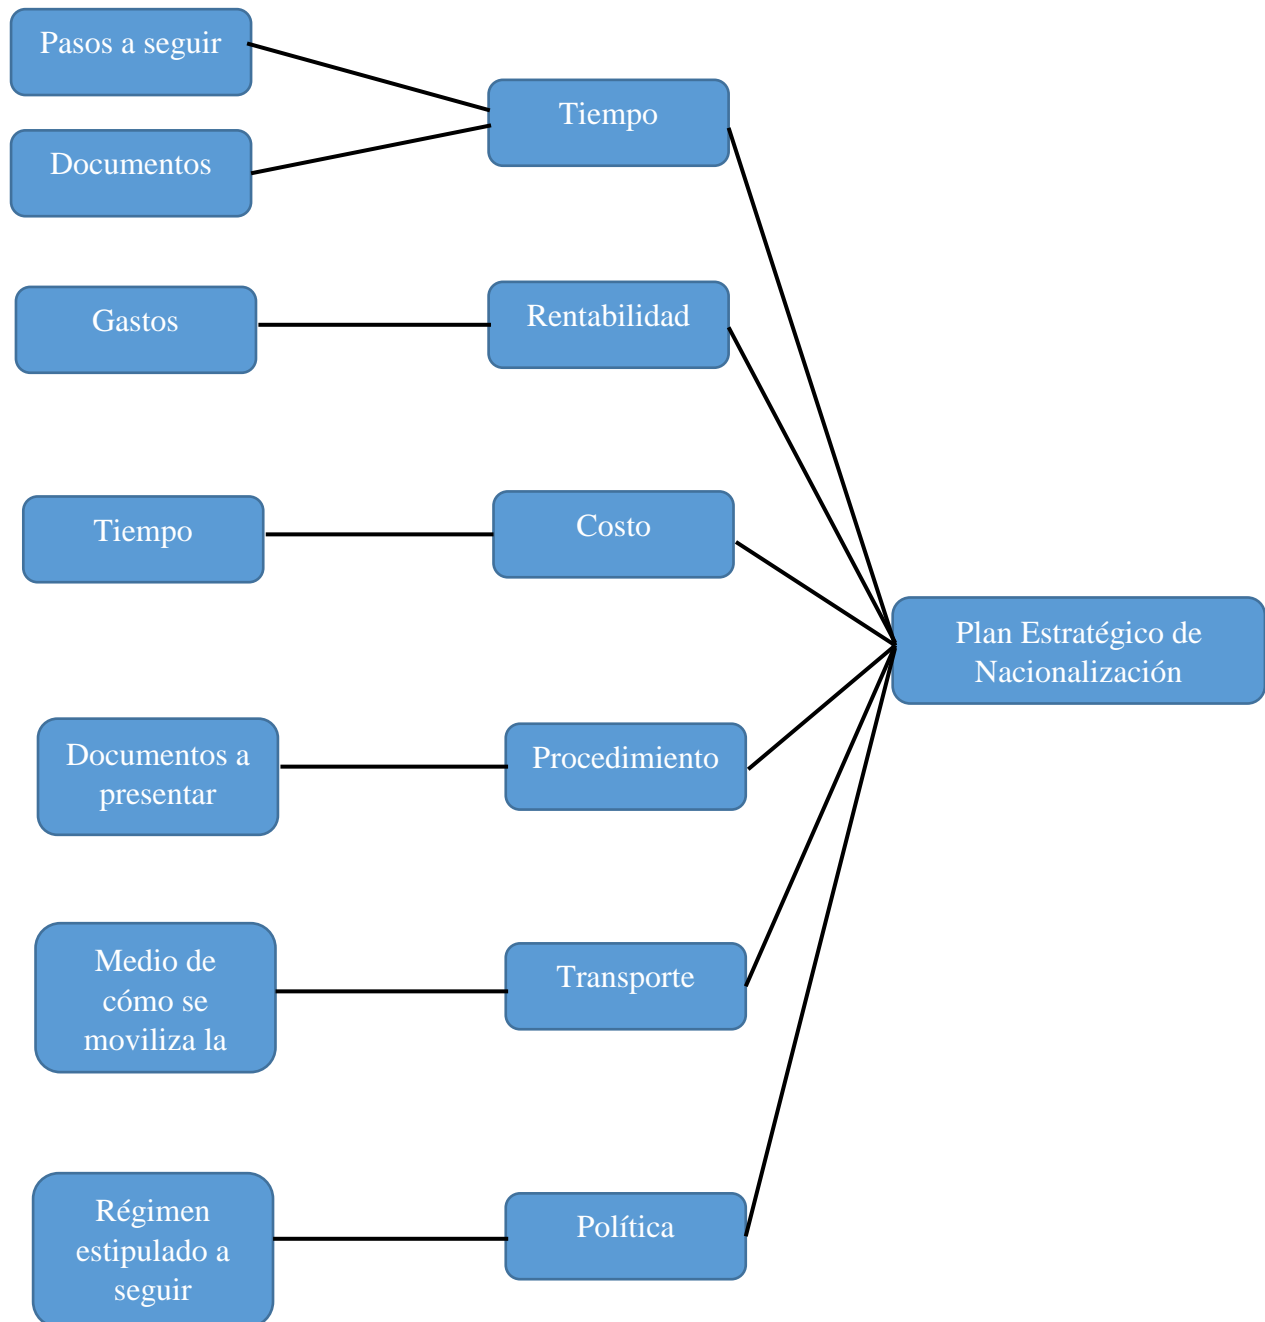 Pasos a seguir
Tiempo
Documentos
Gastos
Rentabilidad
Tiempo
Costo
Plan Estratégico de
Nacionalización
Documentos a
presentar
Procedimiento
Medio de
cómo se
moviliza la
Transporte
Régimen
estipulado a
seguir
Política